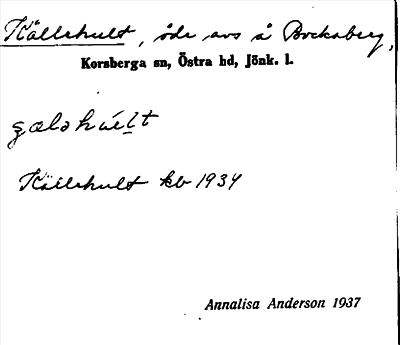 Källehult, öde avs å Bockaberg,
Korsberga sn, Östra hd, Jönk. l.
Källehult kb 1934
Annalisa Anderson 1937